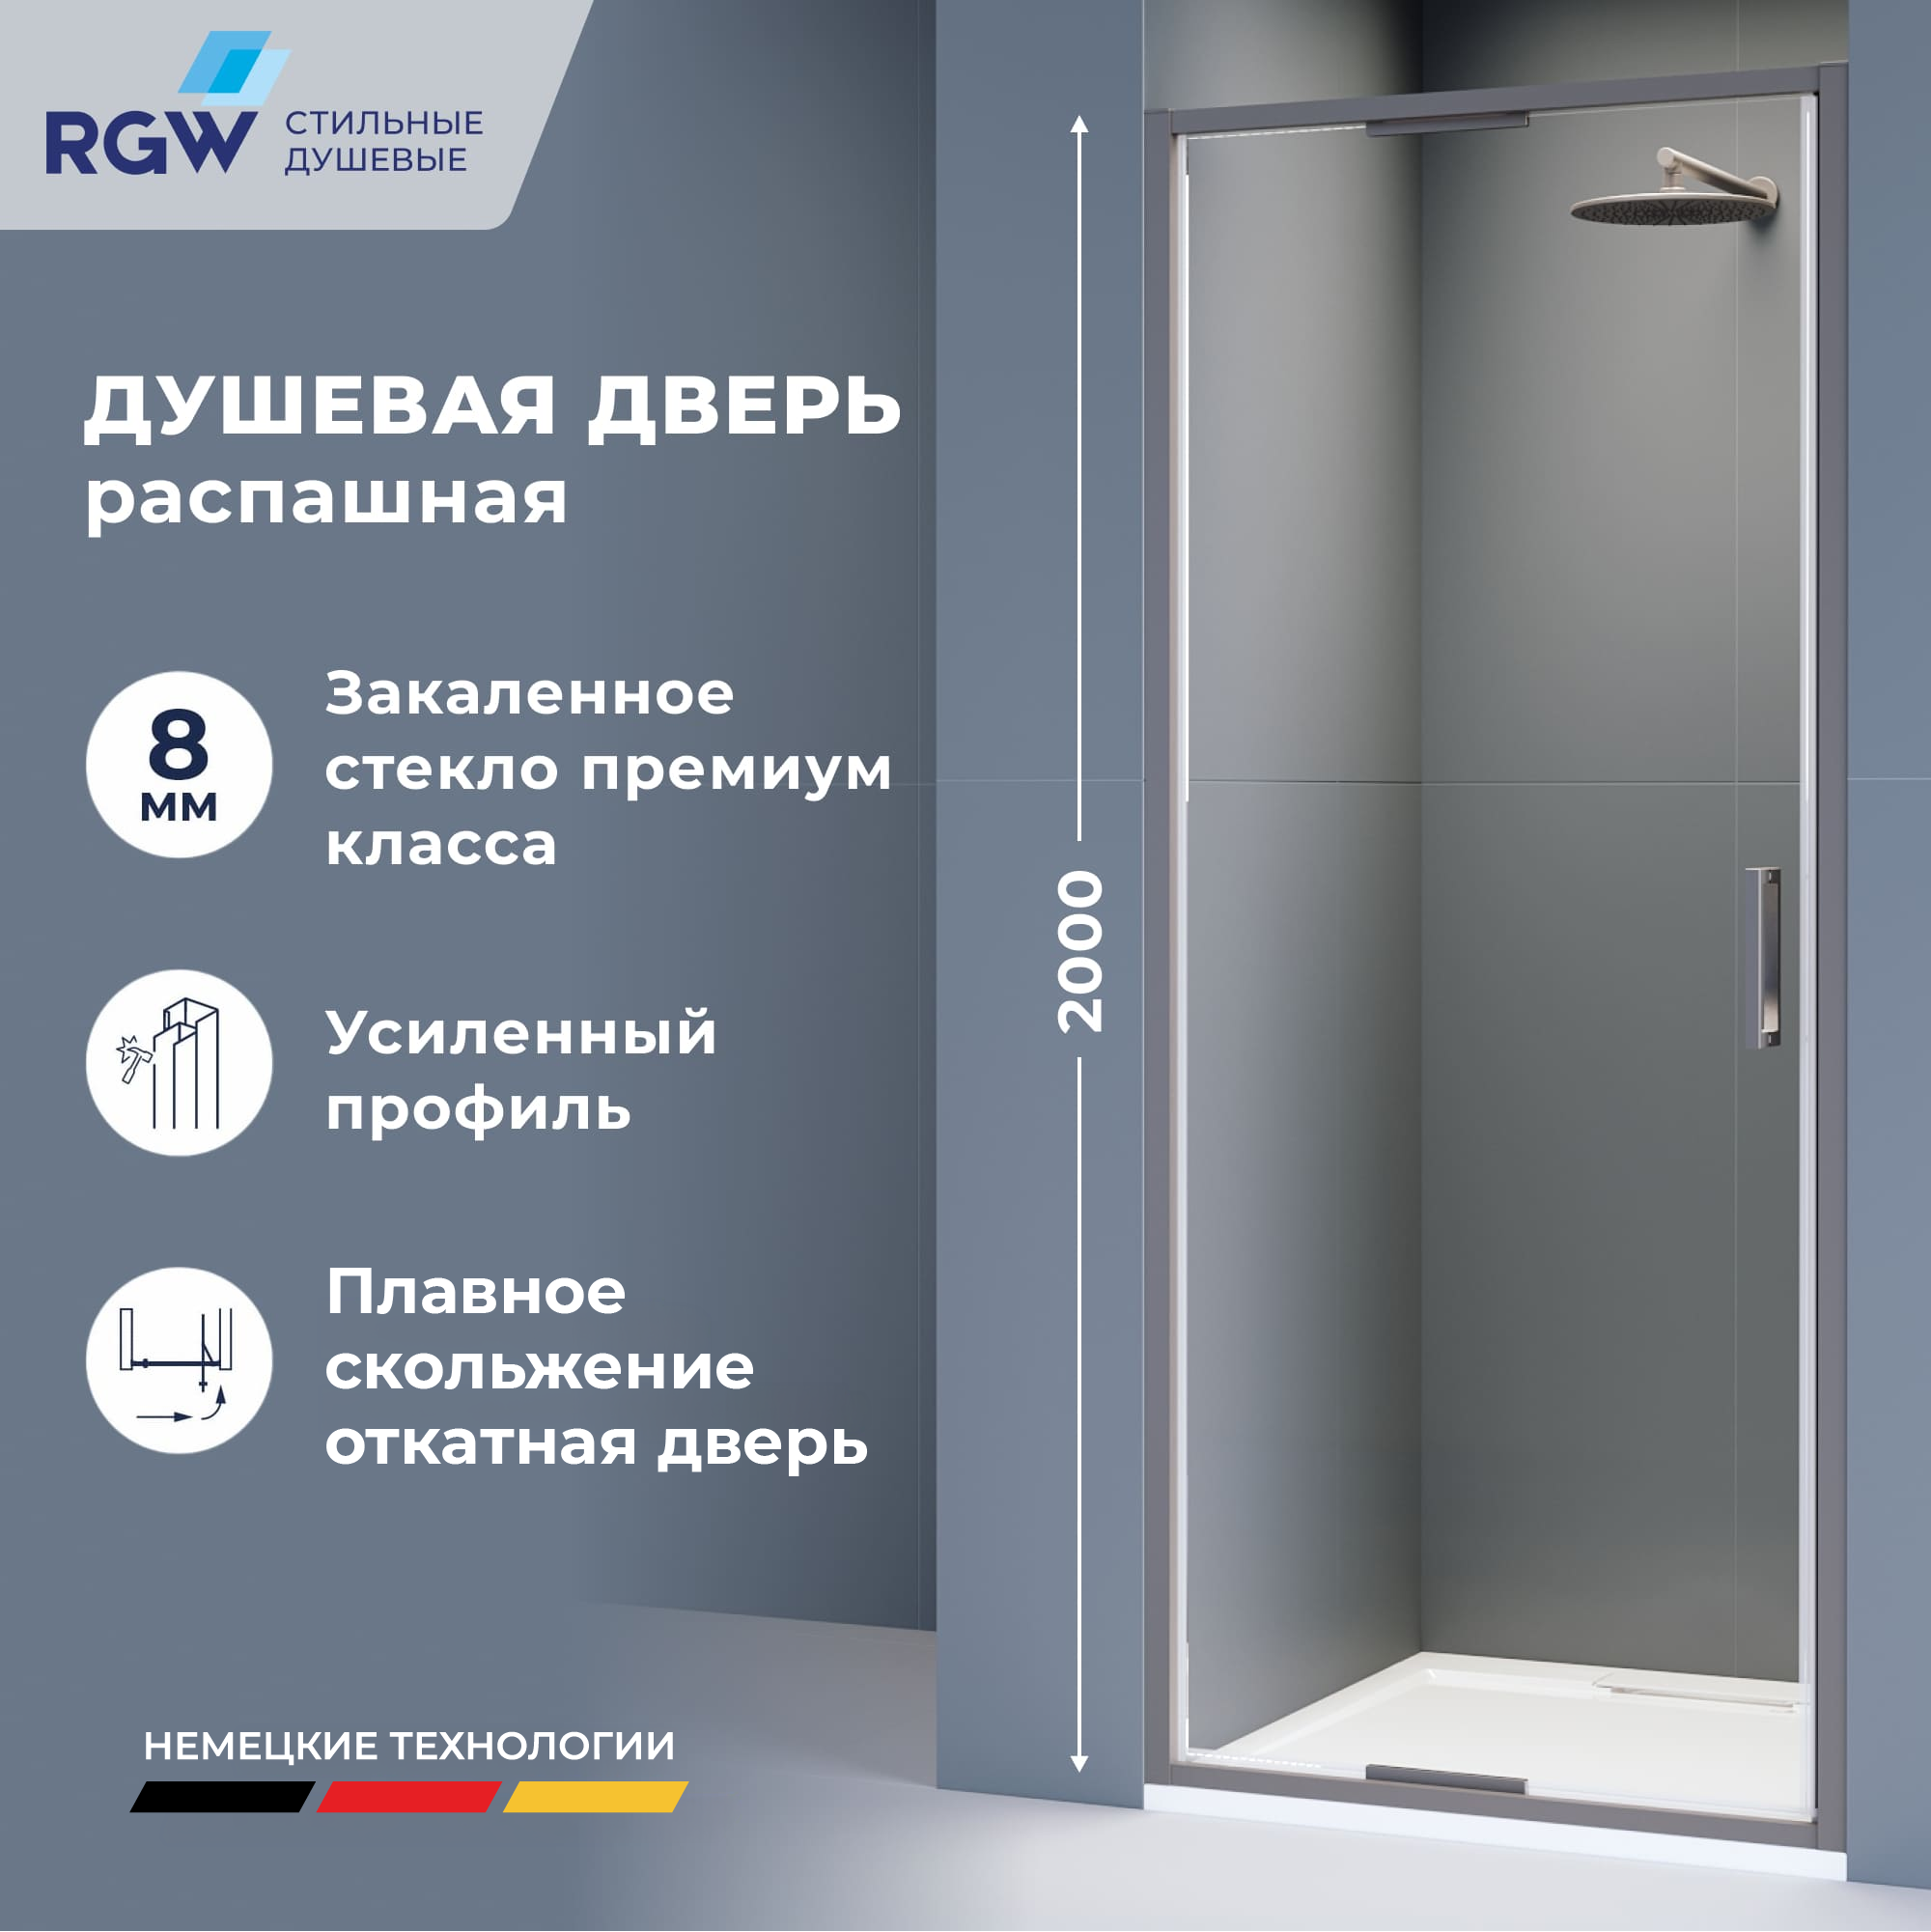 RGW
СТИЛЬНЫЕ
ДУШЕВЫЕ
ДУШЕВАЯ ДВЕРЬ
распашная
8
мм
Закаленное
стекло премиум
класса
Усиленный
профиль
Плавное
скольжение
откатная дверь
2000
НЕМЕЦКИЕ ТЕХНОЛОГИИ